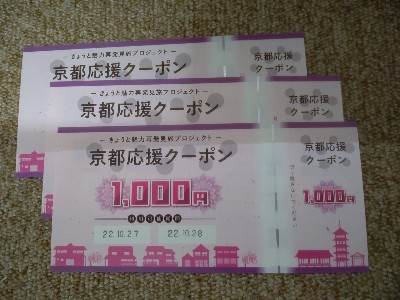 －きょうと魅力再発見旅プロジェクト－
京都応援クーポン
京都応援
クーポン
－きょうと魅力再発見旅プロジェクト－
京都応援クーポン
京都応援
クーポン
－きょうと魅力再発見旅プロジェクト－
京都応援クーポン
1,000円
22.10.27
22.10.28
京都応援
クーポン
1,000円